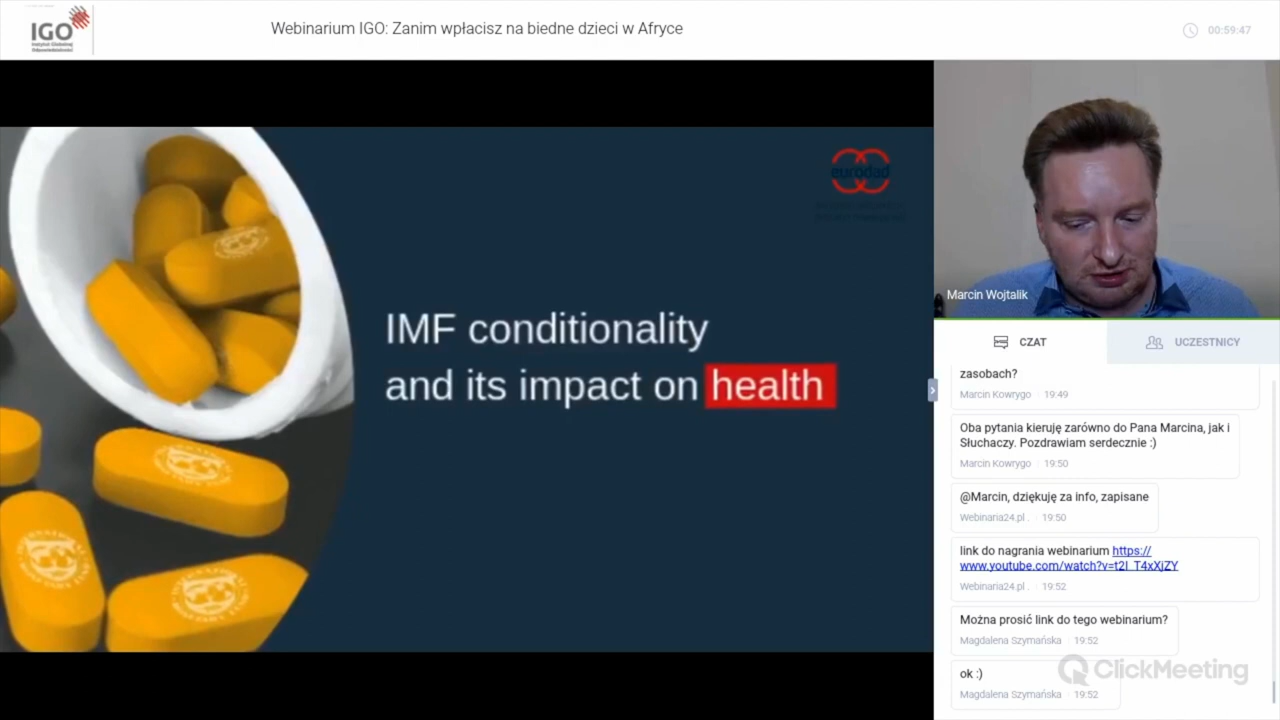 IGO
Instytut Globalnej
Odpowiedzialności
Webinarium IGO: Zanim wpłacisz na biedne dzieci w Afryce
00:59:47
eurodad
IMF conditionality
and its impact on health
Marcin Wojtalik
CZAT
UCZESTNICY
zasobach?
Marcin Kowrygo 19:49
Oba pytania kieruję zarówno do Pana Marcina, jak i
Słuchaczy. Pozdrawiam serdecznie :)
Marcin Kowrygo 19:50
@Marcin, dziękuję za info, zapisane
Webinaria24.pl . 19:50
link do nagrania webinarium https://
www.youtube.com/watch?v=t2I_T4xXjZY
Webinaria24.pl . 19:52
Można prosić link do tego webinarium?
Magdalena Szymańska 19:52
ok :)
Magdalena Szymańska 19:52
ClickMeeting